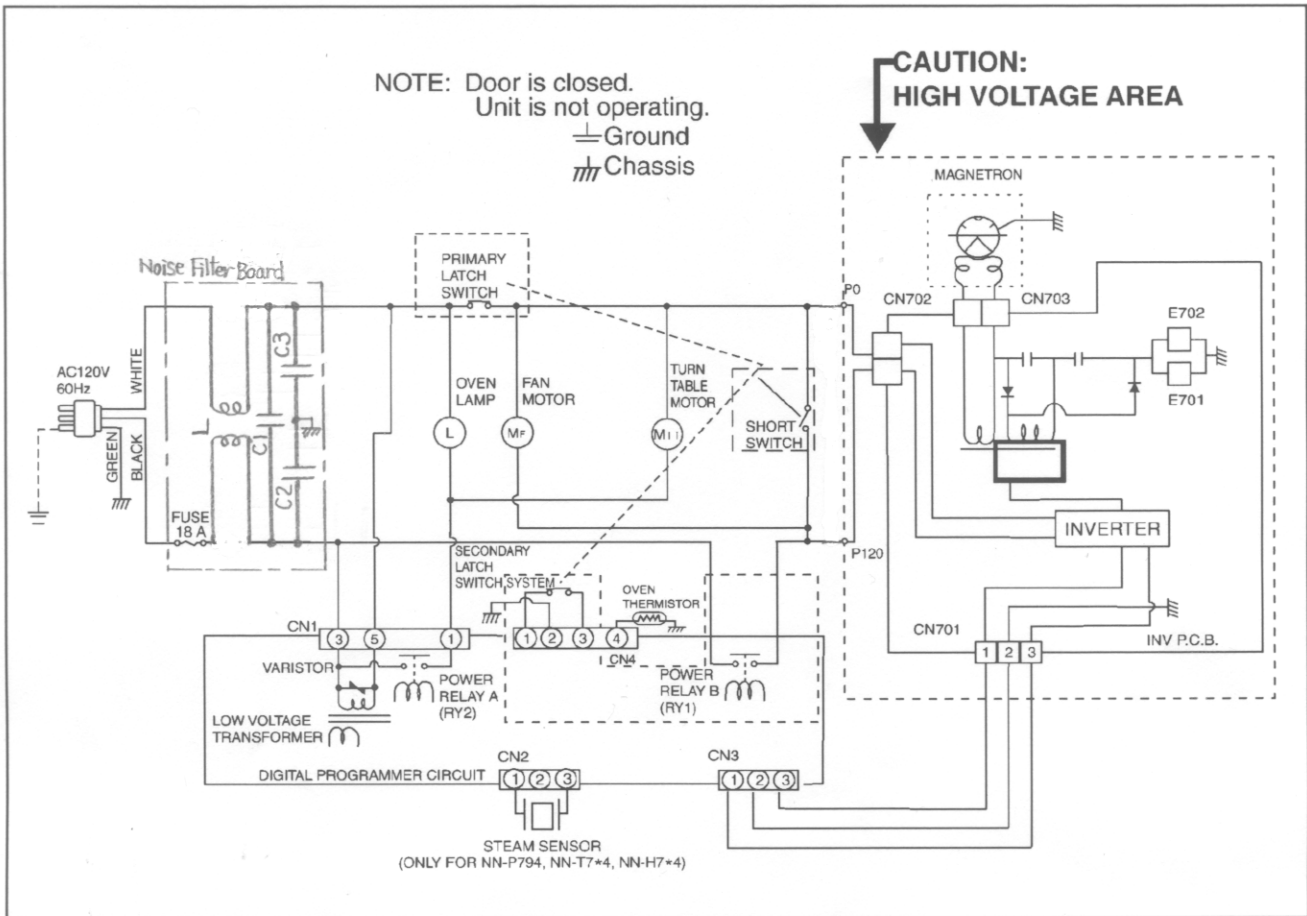 NOTE: Door is closed.
Unit is not operating.
Ground
Chassis
CAUTION:
HIGH VOLTAGE AREA
MAGNETRON
Noise Filter Board
PRIMARY
LATCH
SWITCH
P0
CN702
CN703
E702
E701
AC120V
60Hz
WHITE
BLACK
GREEN
L
C1
C3
C2
FUSE
18 A
OVEN
LAMP
L
FAN
MOTOR
MF
TURN
TABLE
MOTOR
SHORT
SWITCH
INVERTER
P120
SECONDARY
LATCH
SWITCH SYSTEM
OVEN
THERMISTOR
CN1
3 5 1
1 2 3 4
CN4
VARISTOR
POWER
RELAY A
(RY2)
POWER
RELAY B
(RY1)
CN701
1 2 3
INV P.C.B.
LOW VOLTAGE
TRANSFORMER
DIGITAL PROGRAMMER CIRCUIT
CN2
1 2 3
CN3
1 2 3
STEAM SENSOR
(ONLY FOR NN-P794, NN-T7*4, NN-H7*4)